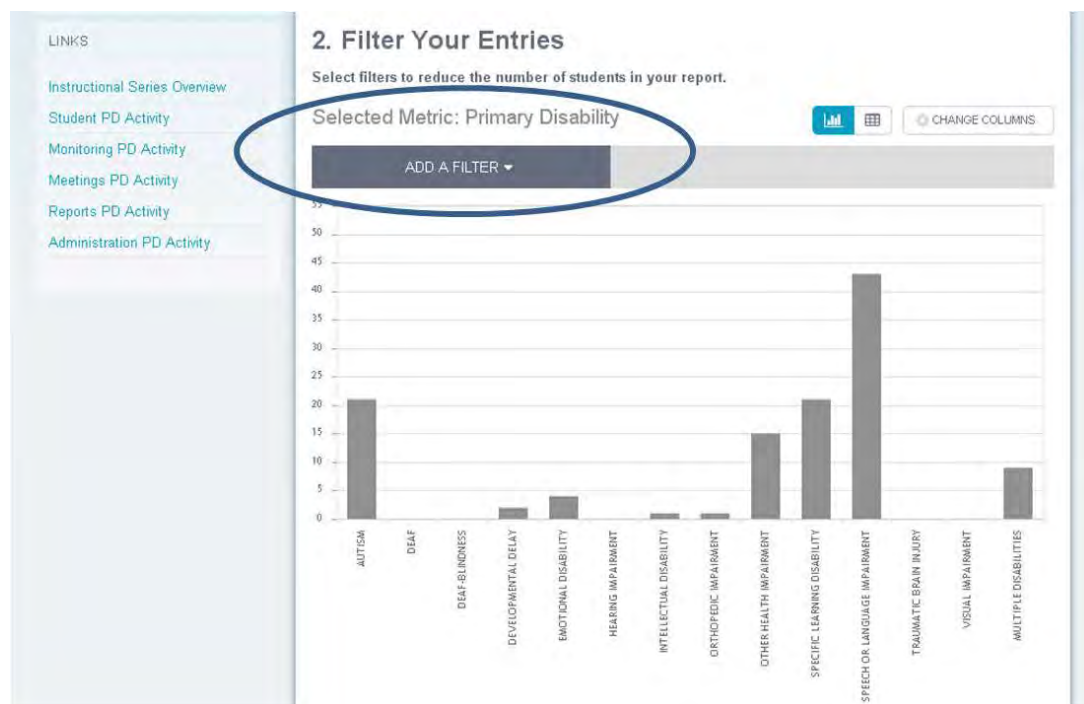 LINKS
Instructional Series Overview
Student PD Activity
Monitoring PD Activity
Meetings PD Activity
Reports PD Activity
Administration PD Activity
2. Filter Your Entries
Select filters to reduce the number of students in your report.
Selected Metric: Primary Disability
CHANGE COLUMNS
ADD A FILTER
55
50
45
40
35
30
25
20
15
10
5
0
AUTISM
DEAF
DEAF-BLINDNESS
DEVELOPMENTAL DELAY
EMOTIONAL DISABILITY
HEARING IMPAIRMENT
INTELLECTUAL DISABILITY
ORTHOPEDIC IMPAIRMENT
OTHER HEALTH IMPAIRMENT
SPECIFIC LEARNING DISABILITY
SPEECH OR LANGUAGE IMPAIRMENT
TRAUMATIC BRAIN INJURY
VISUAL IMPAIRMENT
MULTIPLE DISABILITIES